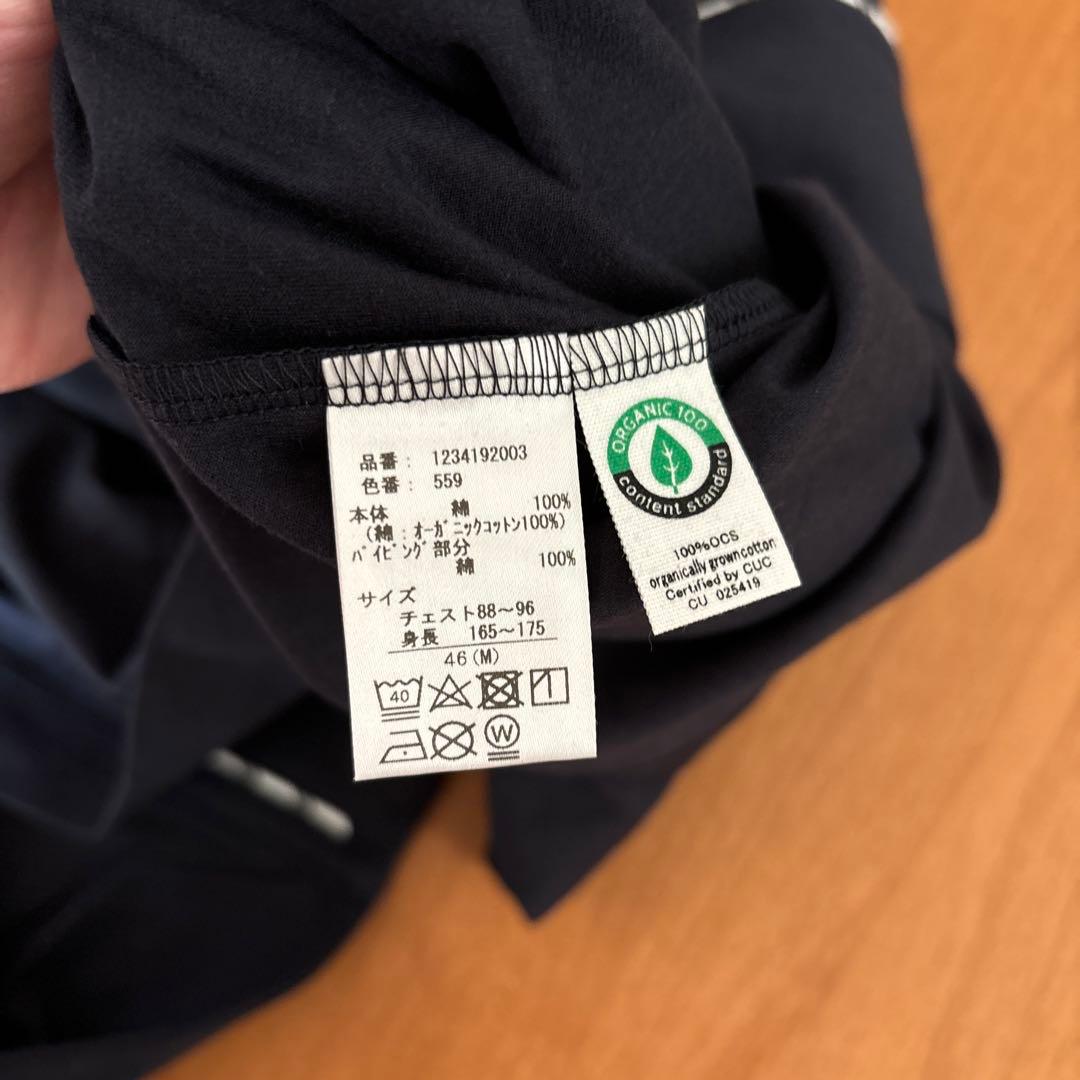 品番： 1234192003
色番： 559
本体 綿 100%
（綿：オーガニックコットン100%）
パイピング部分
綿 100%
サイズ
チェスト88～96
身長 165～175
46(M)
40
W
ORGANIC 100
content standard
100%OCS
organically grown cotton
Certified by CUC
CU 025419